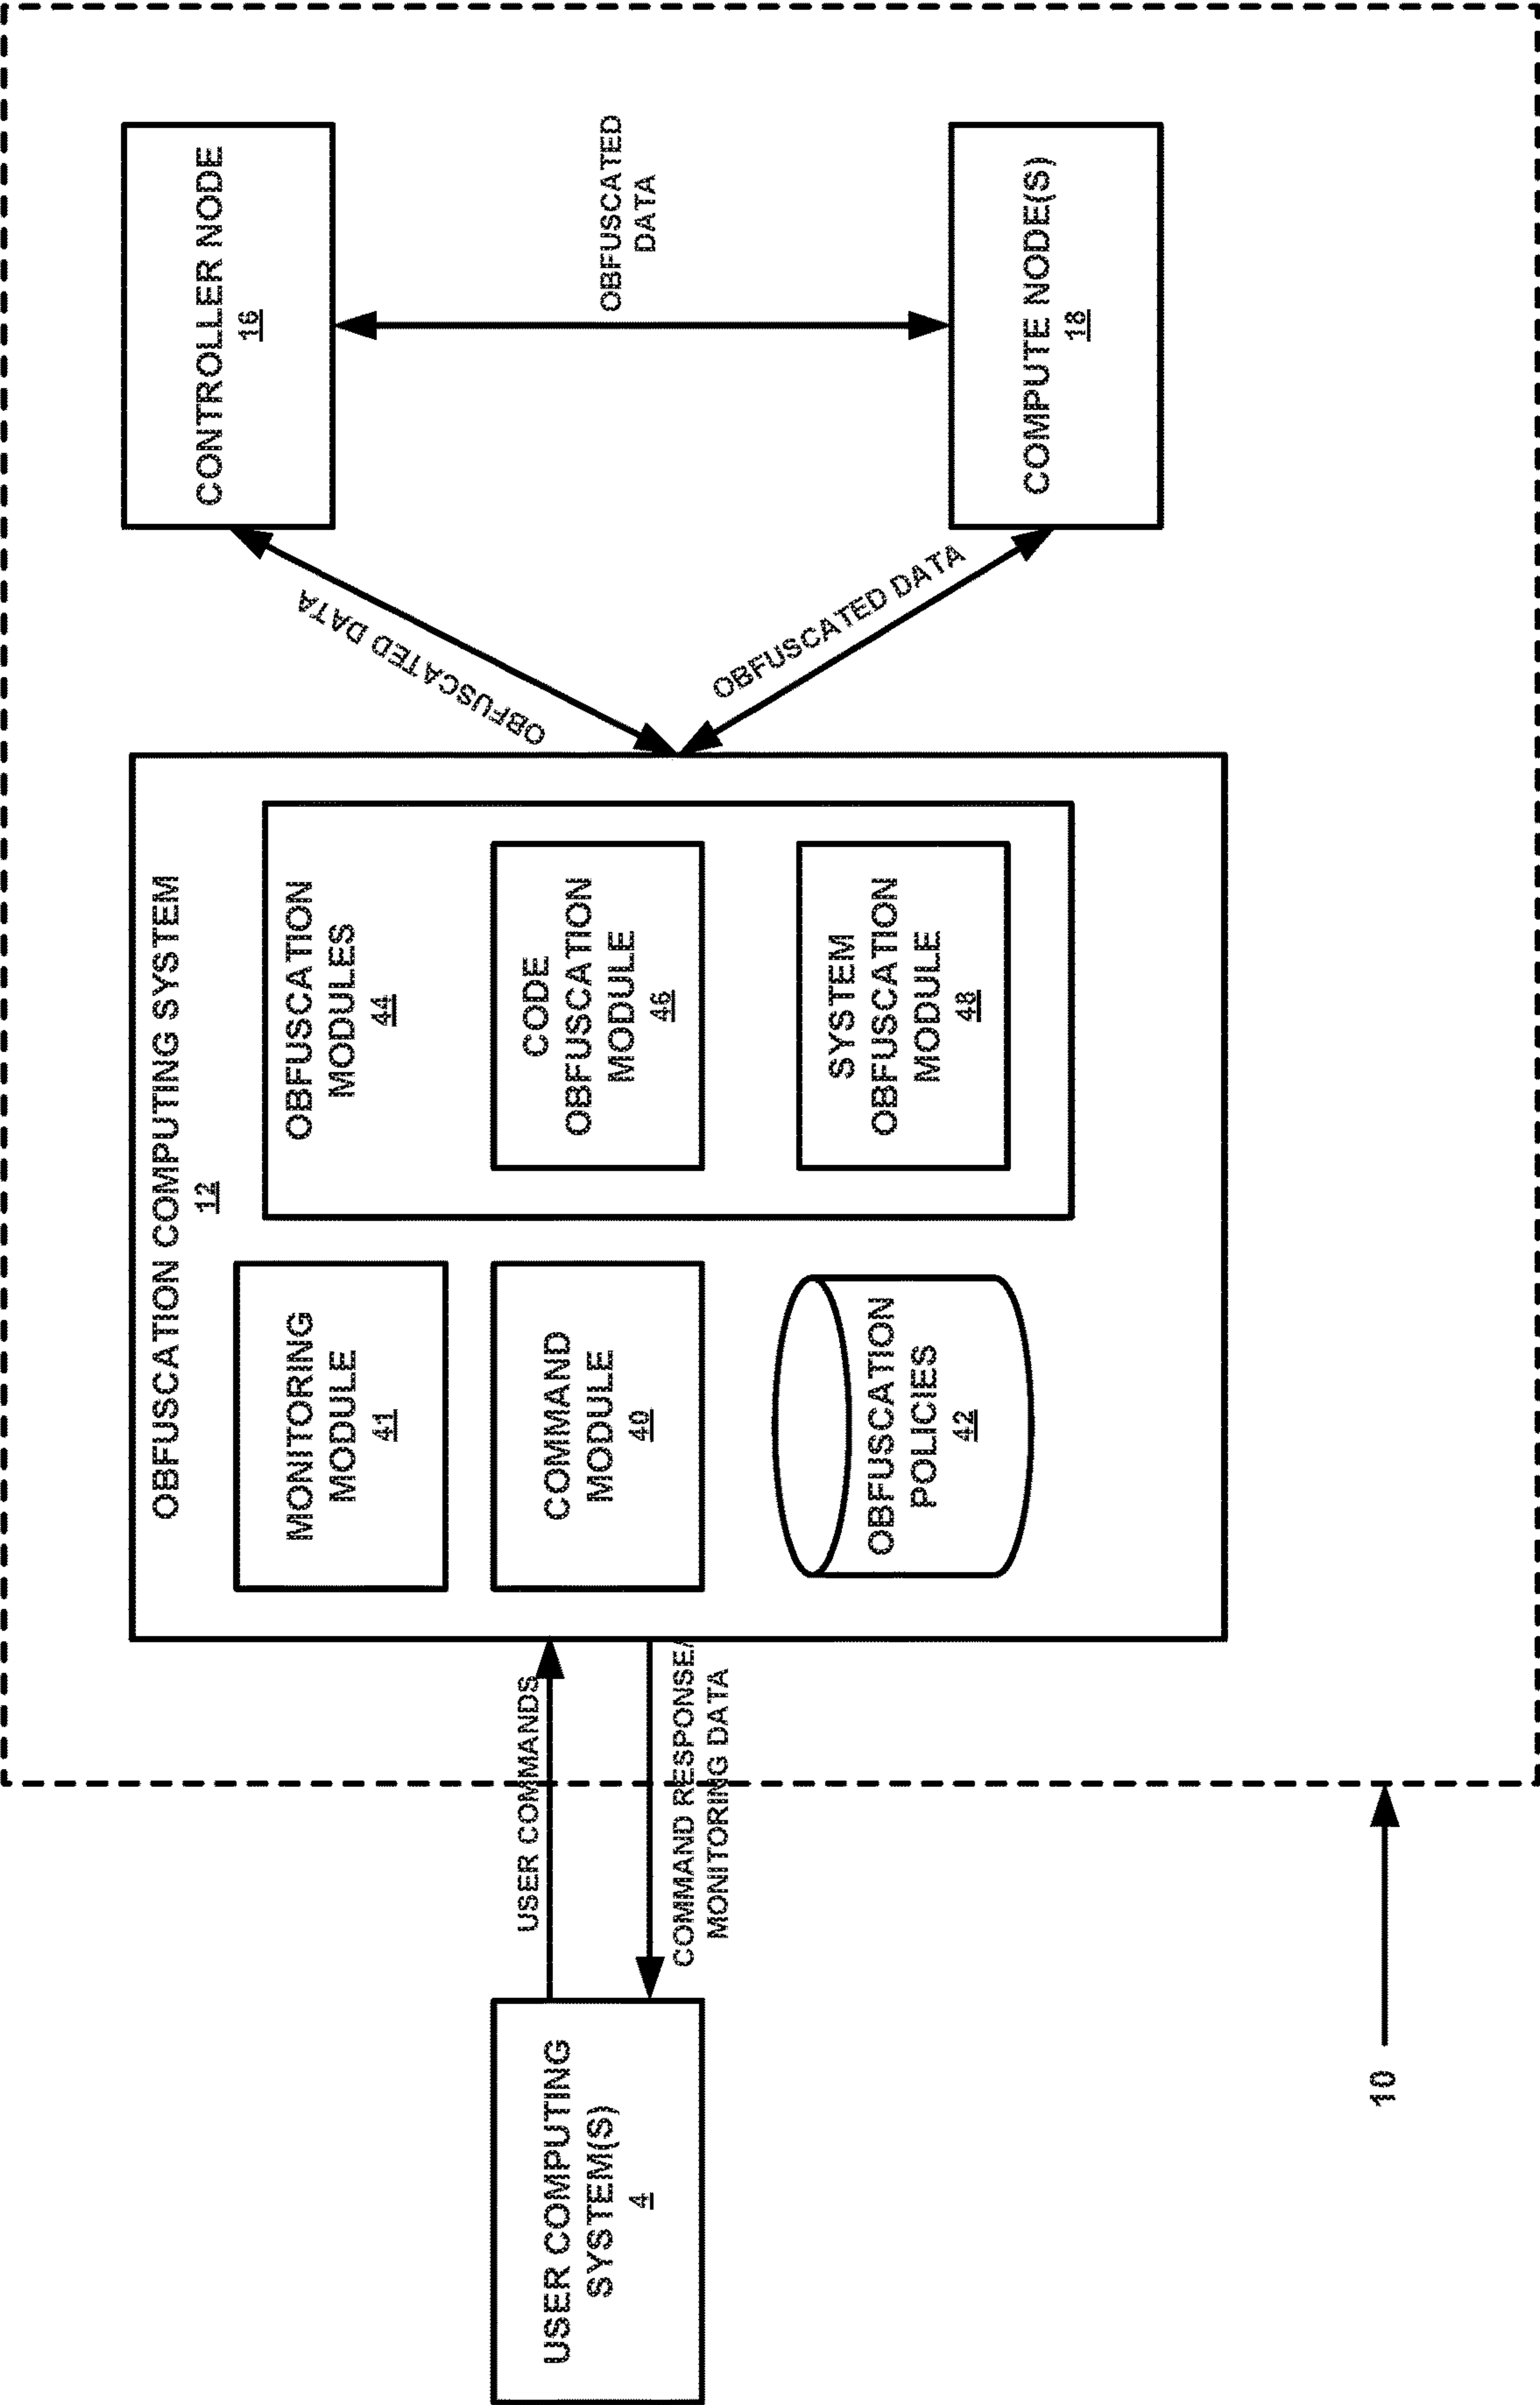 USER COMPUTING
SYSTEM(S)
4
USER COMMANDS
COMMAND RESPONSE/
MONITORING DATA
10
OBFUSCATION COMPUTING SYSTEM
12
MONITORING
MODULE
41
COMMAND
MODULE
40
OBFUSCATION
POLICIES
42
OBFUSCATION
MODULES
44
CODE
OBFUSCATION
MODULE
46
SYSTEM
OBFUSCATION
MODULE
48
OBFUSCATED DATA
OBFUSCATED DATA
CONTROLLER NODE
16
OBFUSCATED
DATA
COMPUTE NODE(S)
18